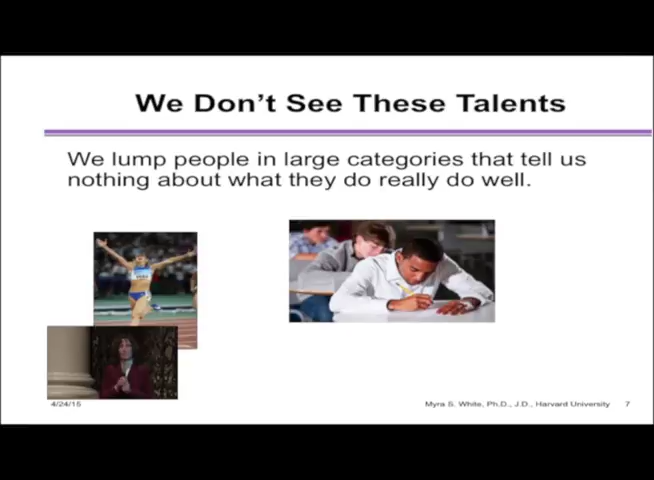 We Don't See These Talents
We lump people in large categories that tell us
nothing about what they do really do well.
4/24/15
Myra S. White, Ph.D., J.D., Harvard University
7